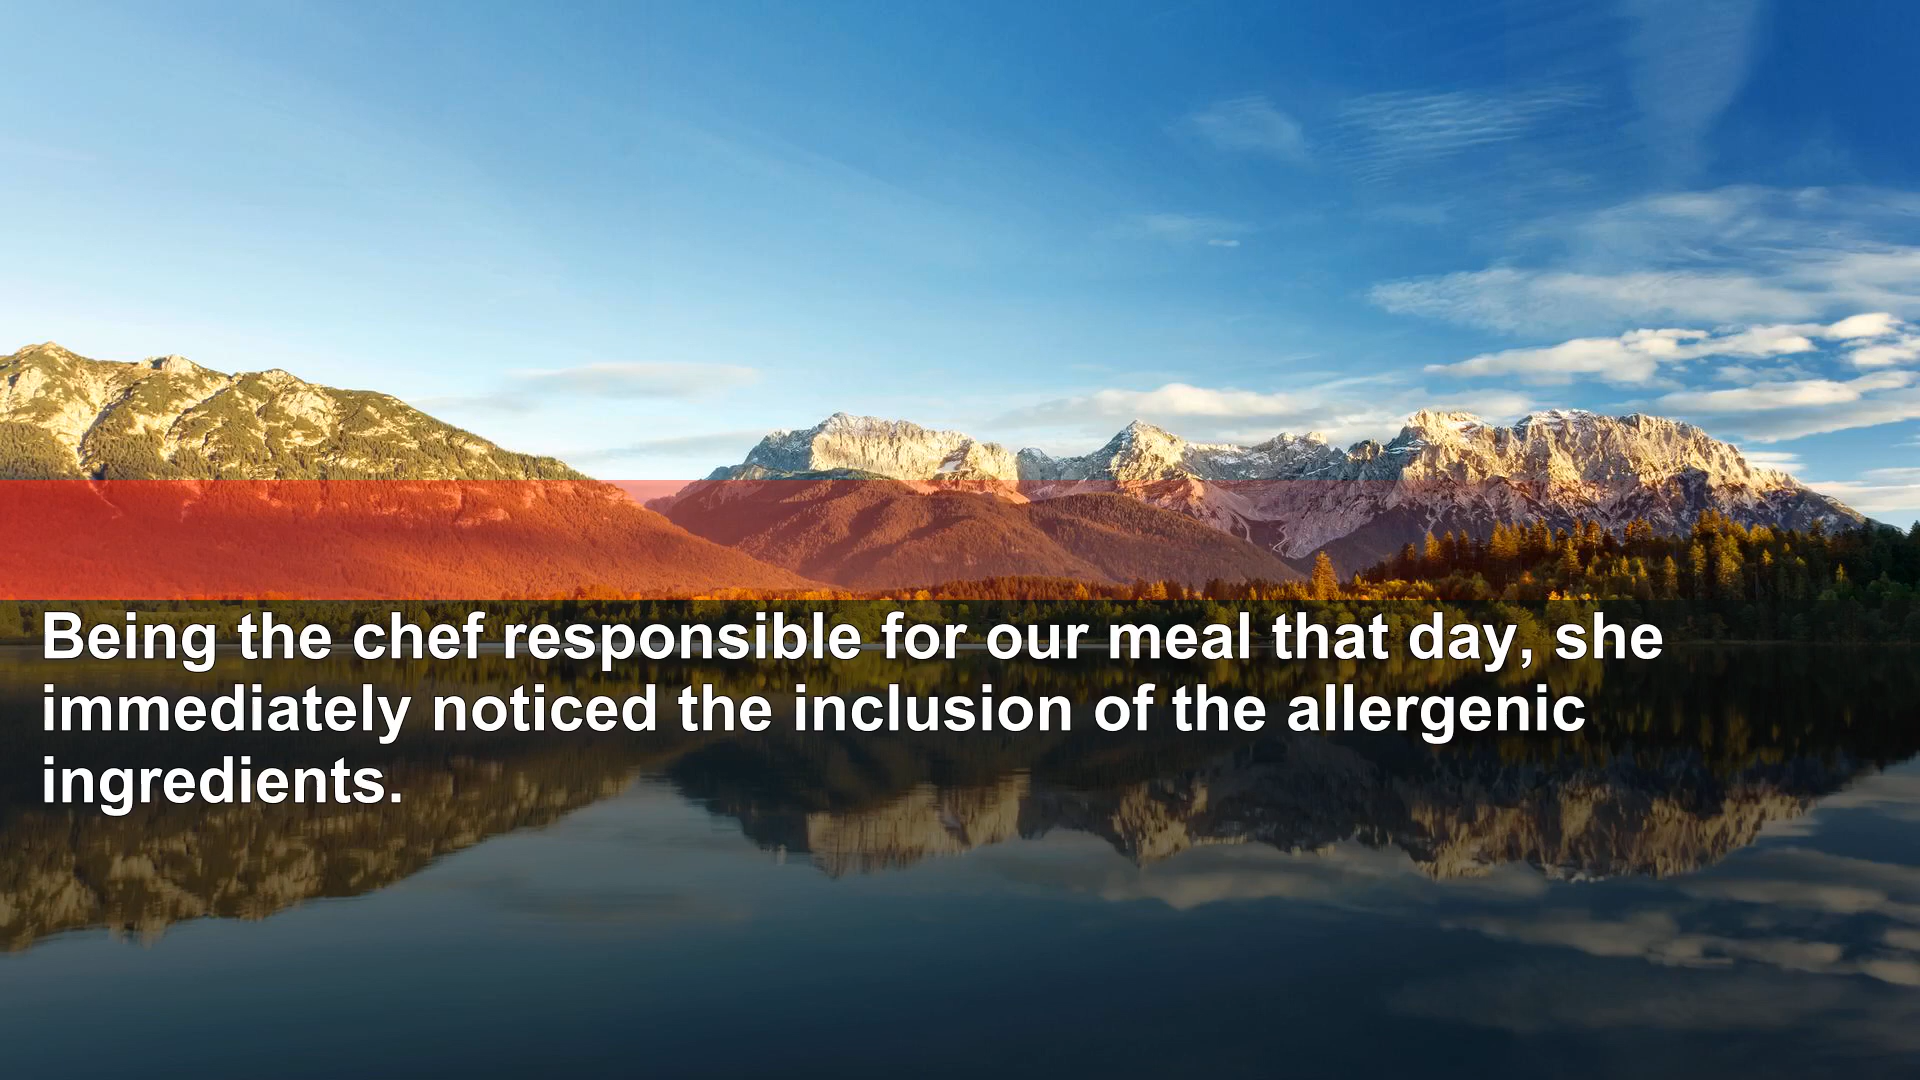 Being the chef responsible for our meal that day, she
immediately noticed the inclusion of the allergenic
ingredients.